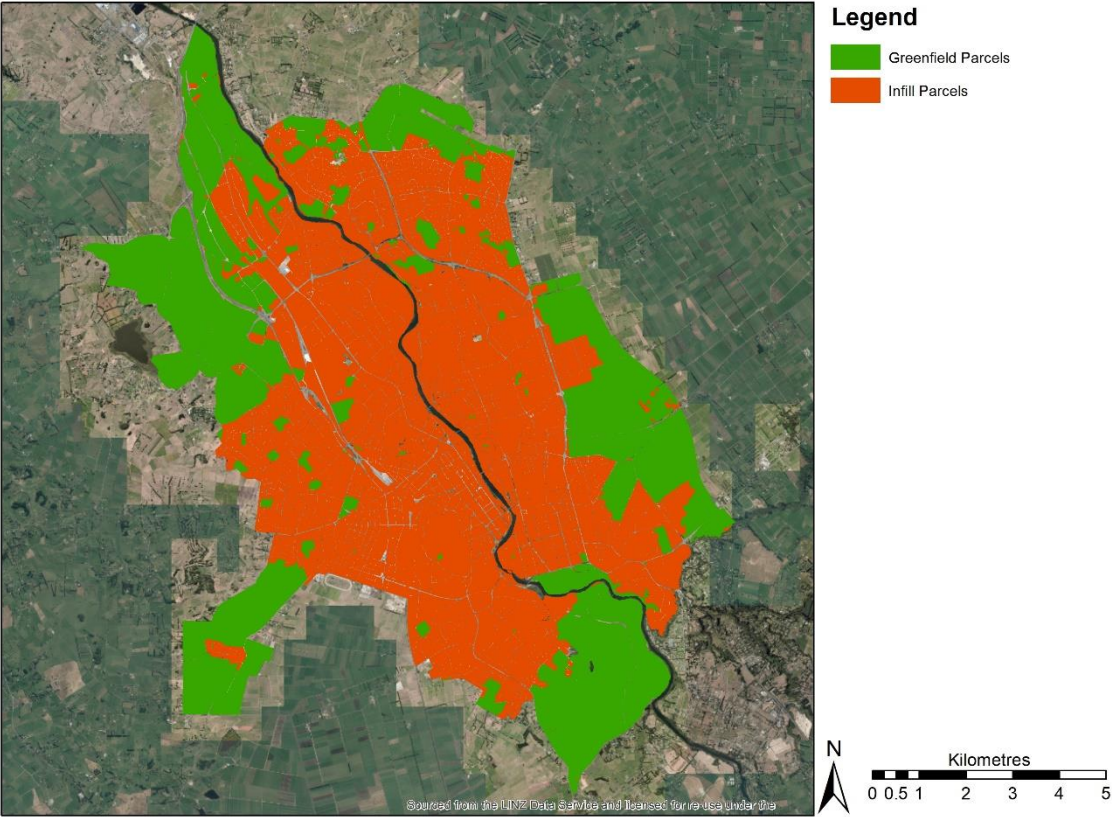 Legend
Greenfield Parcels
Infill Parcels
N
Kilometres
0 0.5 1 2 3 4 5
Sourced from the LINZ Data Service and licensed for re-use under the